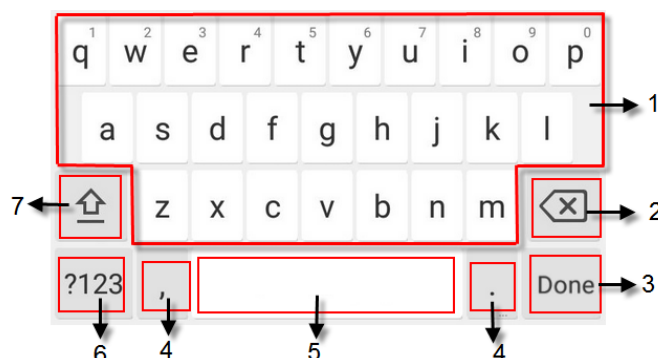 1 2 3 4 5 6 7 8 9 0
q w e r t y u i o p
1
a s d f g h j k l
7
z x c v b n m
2
?123 , . Done
3
6 4 5 4